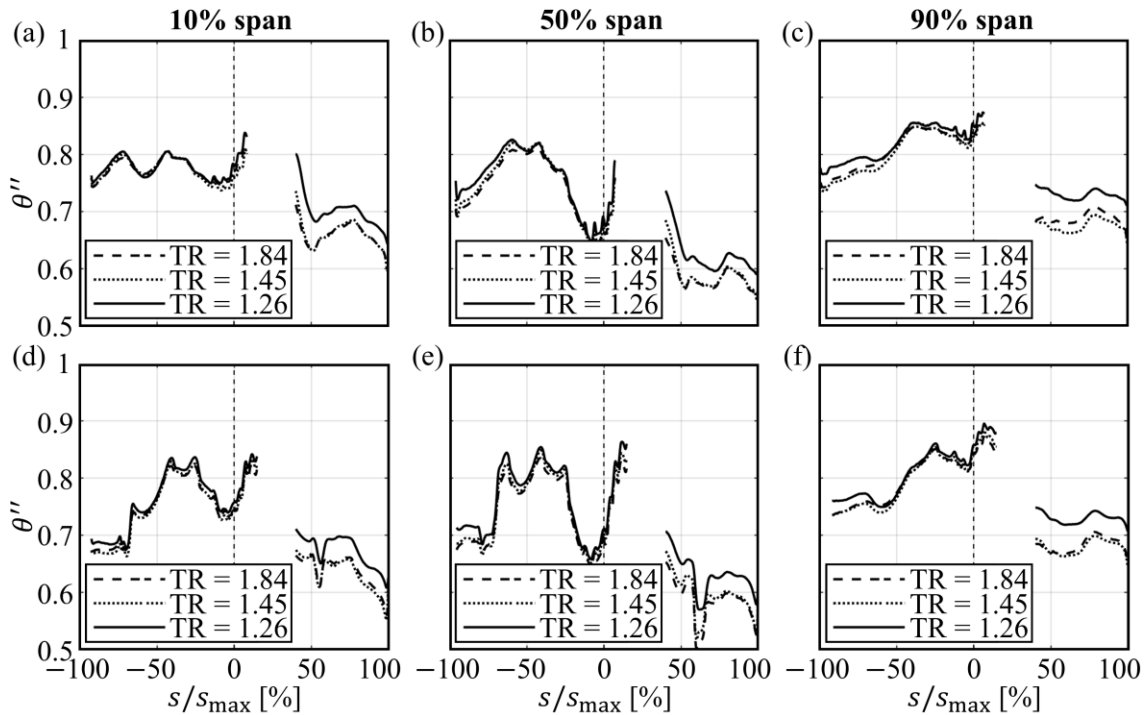 10% span
50% span
90% span
(a)
(b)
(c)
1
0.9
0.8
0.7
0.6
0.5
θ''
TR = 1.84
TR = 1.45
TR = 1.26
TR = 1.84
TR = 1.45
TR = 1.26
TR = 1.84
TR = 1.45
TR = 1.26
(d)
(e)
(f)
1
0.9
0.8
0.7
0.6
0.5
θ''
TR = 1.84
TR = 1.45
TR = 1.26
TR = 1.84
TR = 1.45
TR = 1.26
TR = 1.84
TR = 1.45
TR = 1.26
−100 −50 0 50 100
−100 −50 0 50 100
−100 −50 0 50 100
s/smax [%]
s/smax [%]
s/smax [%]